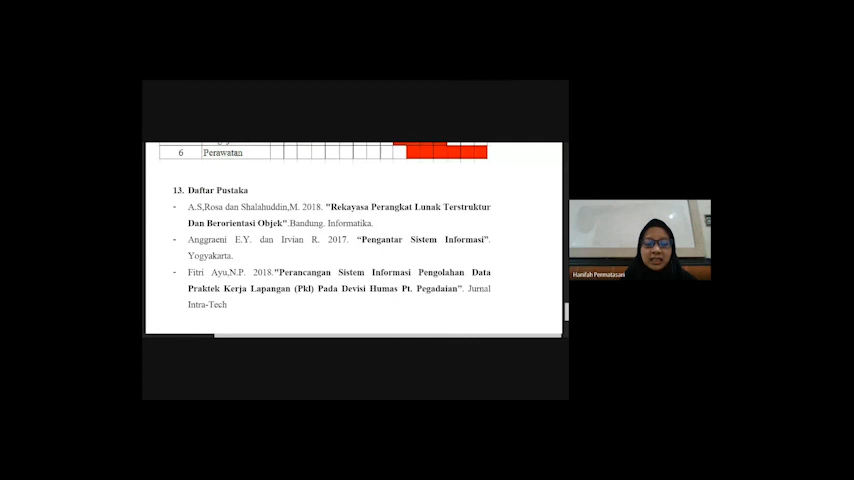 6 Perawatan
13. Daftar Pustaka
- A.S,Rosa dan Shalahuddin,M. 2018. "Rekayasa Perangkat Lunak Terstruktur
Dan Berorientasi Objek".Bandung. Informatika.
- Anggraeni E.Y. dan Irvian R. 2017. “Pengantar Sistem Informasi”.
Yogyakarta.
- Fitri Ayu,N.P. 2018."Perancangan Sistem Informasi Pengolahan Data
Praktek Kerja Lapangan (Pkl) Pada Devisi Humas Pt. Pegadaian”. Jurnal
Intra-Tech
Hanifah Permatasari